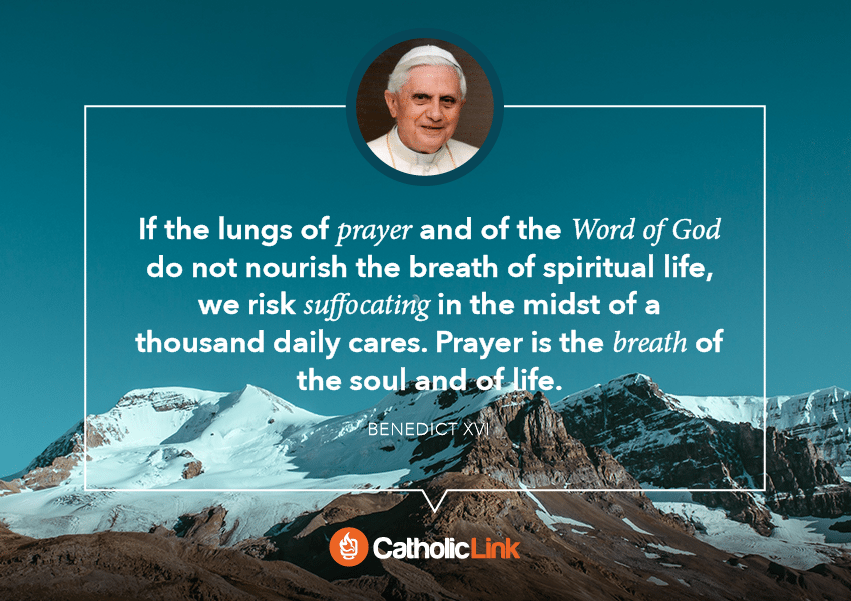 If the lungs of prayer and of the Word of God
do not nourish the breath of spiritual life,
we risk suffocating in the midst of a
thousand daily cares. Prayer is the breath of
the soul and of life.
BENEDICT XVI
CatholicLink